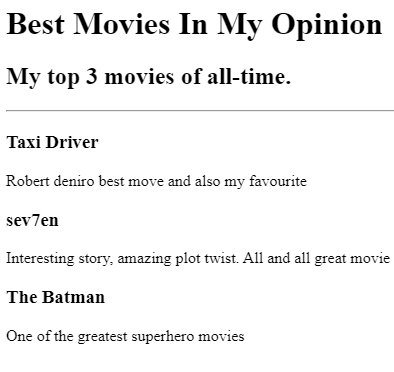 Best Movies In My Opinion
My top 3 movies of all-time.
Taxi Driver
Robert deniro best move and also my favourite
sev7en
Interesting story, amazing plot twist. All and all great movie
The Batman
One of the greatest superhero movies